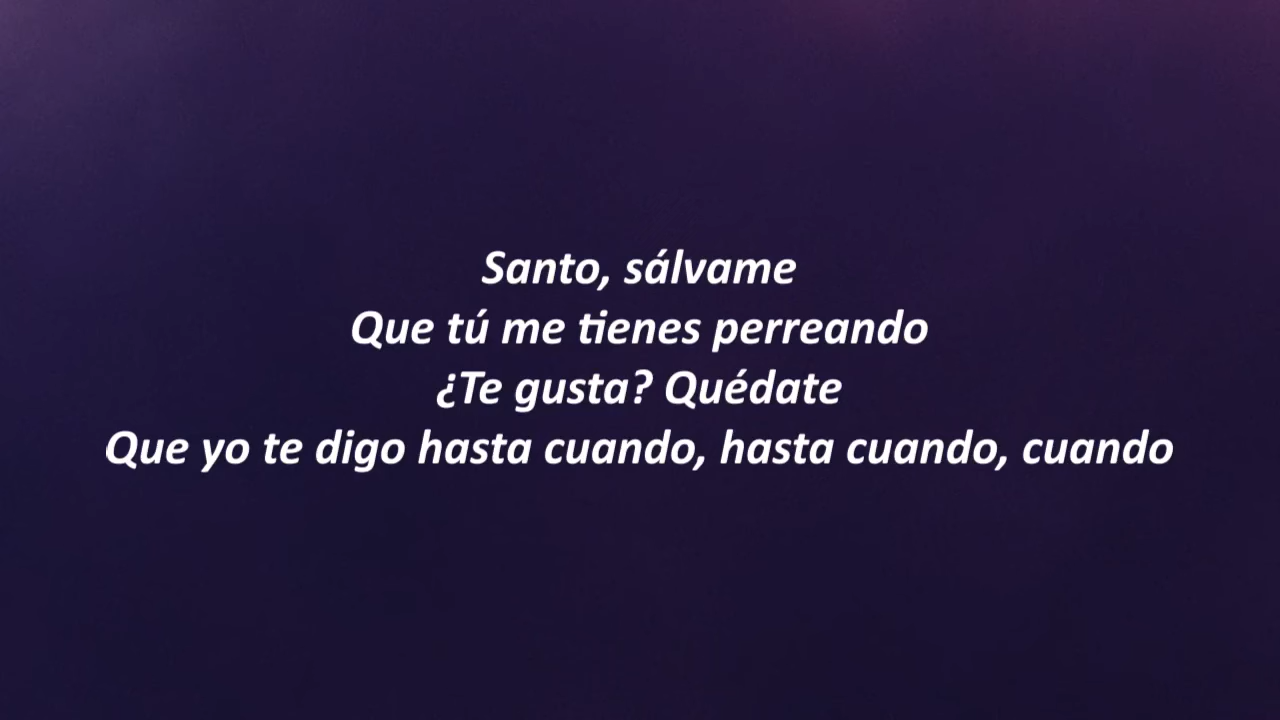 Santo, sálvame
Que tú me tienes perreando
¿Te gusta? Quédate
Que yo te digo hasta cuando, hasta cuando, cuando